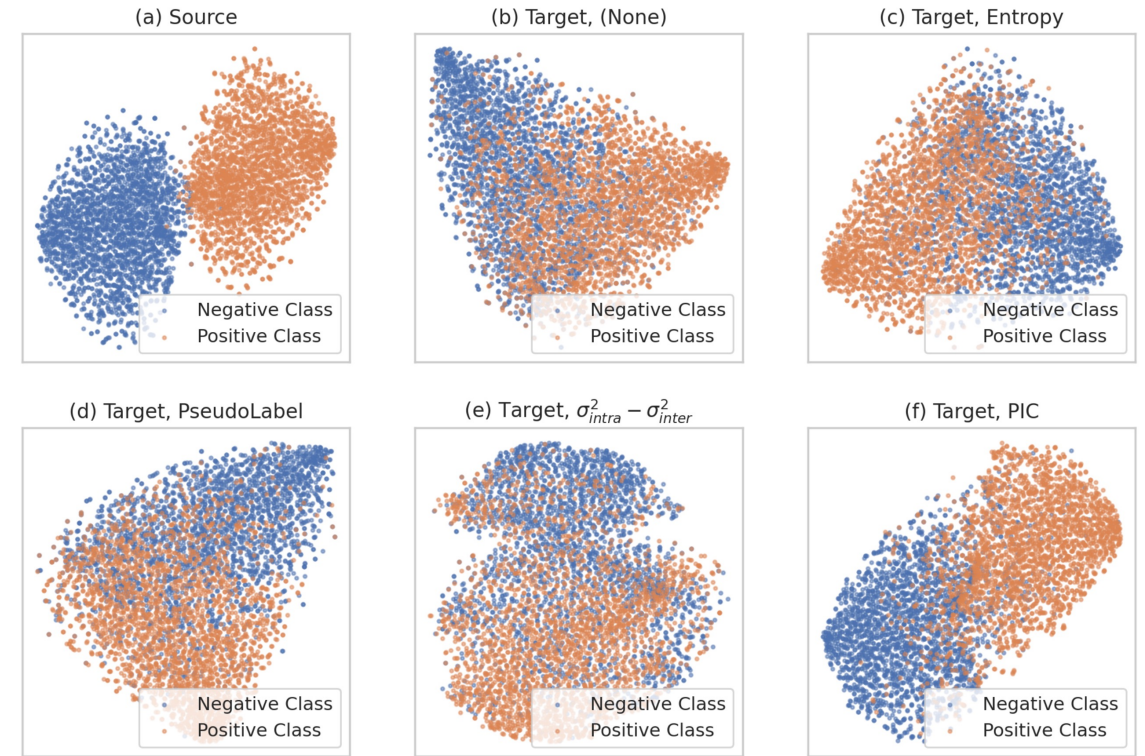 (a) Source
Negative Class
Positive Class
(b) Target, (None)
Negative Class
Positive Class
(c) Target, Entropy
Negative Class
Positive Class
(d) Target, PseudoLabel
Negative Class
Positive Class
(e) Target, σ²intra − σ²inter
Negative Class
Positive Class
(f) Target, PIC
Negative Class
Positive Class